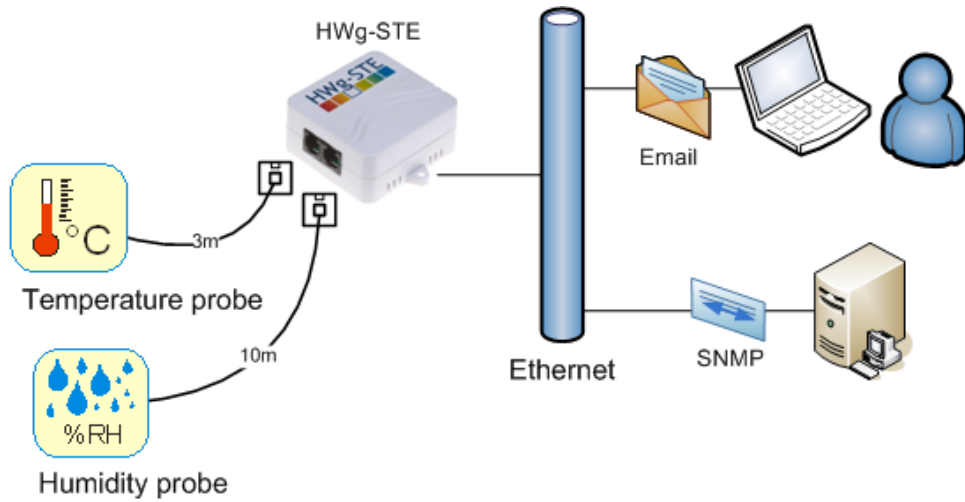 HWg-STE
HWg-STE
Email
3m
°C
Temperature probe
Ethernet
SNMP
10m
%RH
Humidity probe